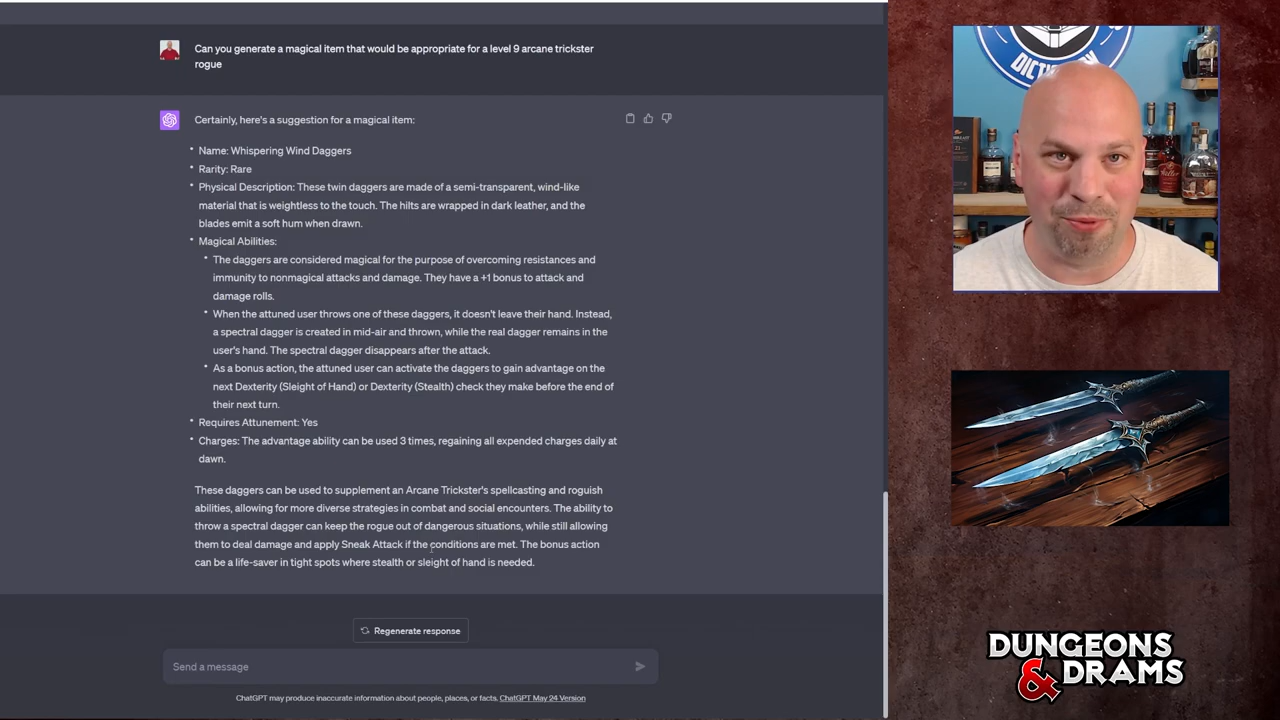 Can you generate a magical item that would be appropriate for a level 9 arcane trickster
rogue
Certainly, here's a suggestion for a magical item:
• Name: Whispering Wind Daggers
• Rarity: Rare
• Physical Description: These twin daggers are made of a semi-transparent, wind-like
material that is weightless to the touch. The hilts are wrapped in dark leather, and the
blades emit a soft hum when drawn.
• Magical Abilities:
• The daggers are considered magical for the purpose of overcoming resistances and
immunity to nonmagical attacks and damage. They have a +1 bonus to attack and
damage rolls.
• When the attuned user throws one of these daggers, it doesn't leave their hand. Instead,
a spectral dagger is created in mid-air and thrown, while the real dagger remains in the
user's hand. The spectral dagger disappears after the attack.
• As a bonus action, the attuned user can activate the daggers to gain advantage on the
next Dexterity (Sleight of Hand) or Dexterity (Stealth) check they make before the end of
their next turn.
• Requires Attunement: Yes
• Charges: The advantage ability can be used 3 times, regaining all expended charges daily at
dawn.
These daggers can be used to supplement an Arcane Trickster's spellcasting and roguish
abilities, allowing for more diverse strategies in combat and social encounters. The ability to
throw a spectral dagger can keep the rogue out of dangerous situations, while still allowing
them to deal damage and apply Sneak Attack if the conditions are met. The bonus action
can be a life-saver in tight spots where stealth or sleight of hand is needed.
Regenerate response
Send a message
ChatGPT may produce inaccurate information about people, places, or facts. ChatGPT May 24 Version
DUNGEONS
& DRAMS